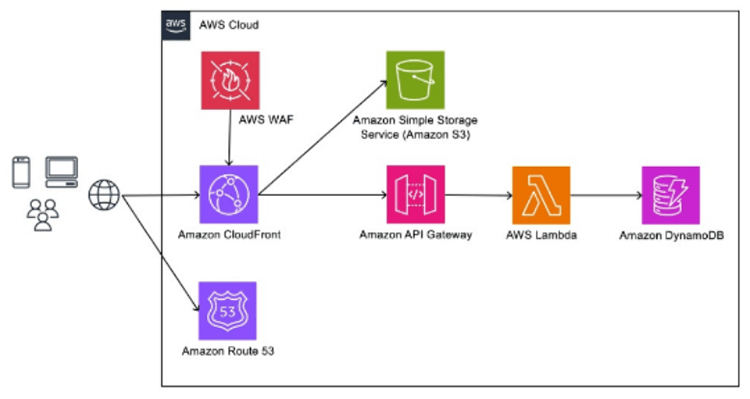 aws
AWS Cloud
AWS WAF
Amazon Simple Storage
Service (Amazon S3)
Amazon CloudFront
</>
Amazon API Gateway
AWS Lambda
Amazon DynamoDB
53
Amazon Route 53